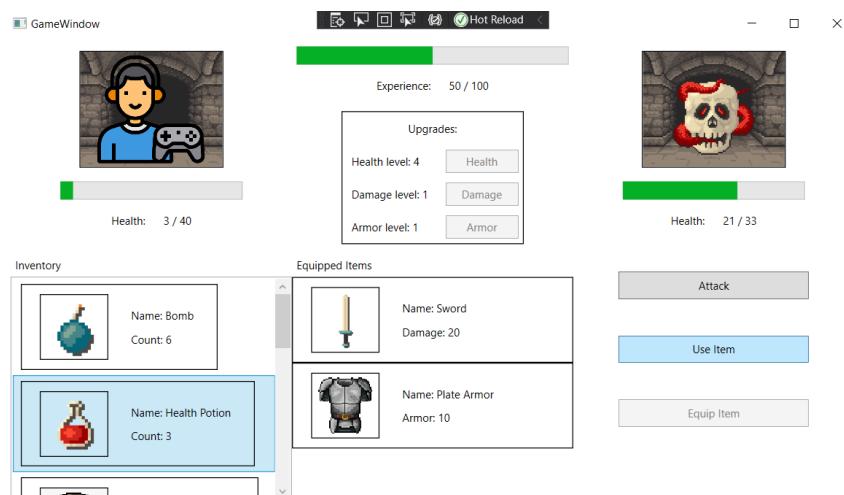 GameWindow
Hot Reload
Experience: 50 / 100
Upgrades:
Health level: 4 Health
Damage level: 1 Damage
Armor level: 1 Armor
Health: 3 / 40
Health: 21 / 33
Inventory
Name: Bomb
Count: 6
Name: Health Potion
Count: 3
Equipped Items
Name: Sword
Damage: 20
Name: Plate Armor
Armor: 10
Attack
Use Item
Equip Item